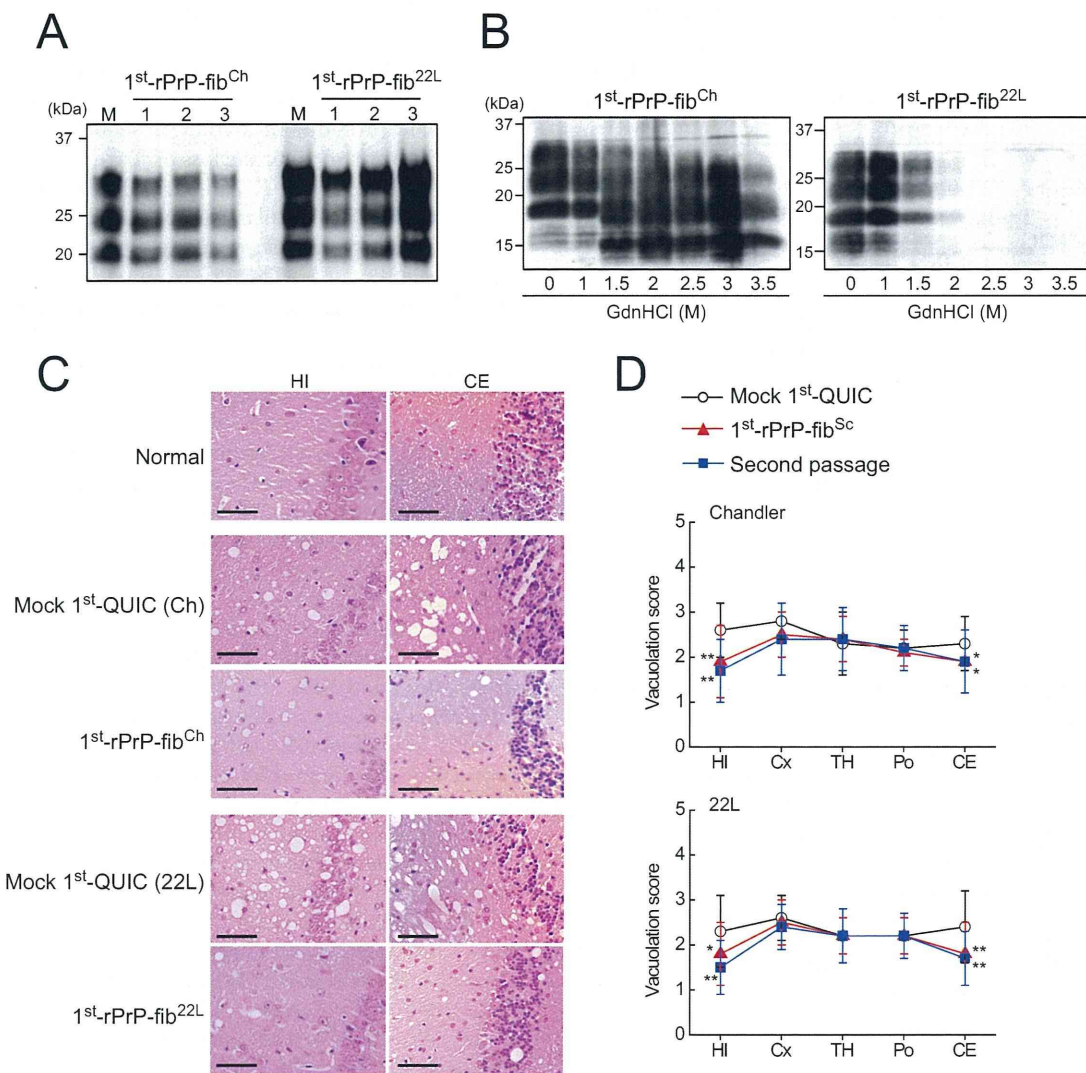 A
1st-rPrP-fibCh 1st-rPrP-fib22L
(kDa) M 1 2 3 M 1 2 3
37
25
20
B
1st-rPrP-fibCh 1st-rPrP-fib22L
(kDa)
37 37
25 25
20 20
15 15
0 1 1.5 2 2.5 3 3.5 0 1 1.5 2 2.5 3 3.5
GdnHCl (M) GdnHCl (M)
C
HI CE
Normal
Mock 1st-QUIC (Ch)
1st-rPrP-fibCh
Mock 1st-QUIC (22L)
1st-rPrP-fib22L
D
Mock 1st-QUIC
1st-rPrP-fibSc
Second passage
Chandler
Vacuolation score
5
4
3
2
1
0
** *
** *
HI Cx TH Po CE
22L
Vacuolation score
5
4
3
2
1
0
* **
** **
HI Cx TH Po CE